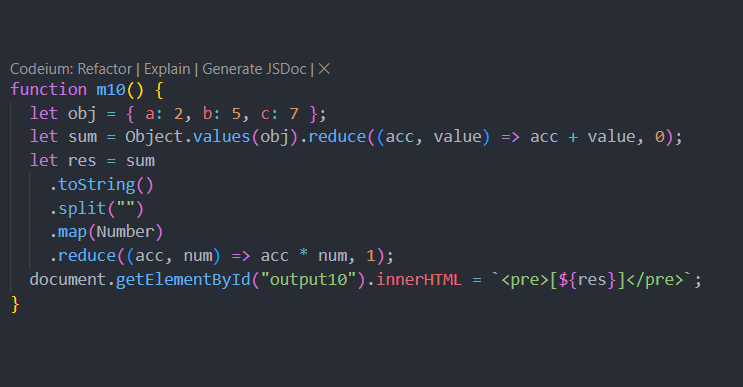 Codeium: Refactor | Explain | Generate JSDoc | ×
function m10() {
  let obj = { a: 2, b: 5, c: 7 };
  let sum = Object.values(obj).reduce((acc, value) => acc + value, 0);
  let res = sum
    .toString()
    .split("")
    .map(Number)
    .reduce((acc, num) => acc * num, 1);
  document.getElementById("output10").innerHTML = `<pre>[${res}]</pre>`;
}